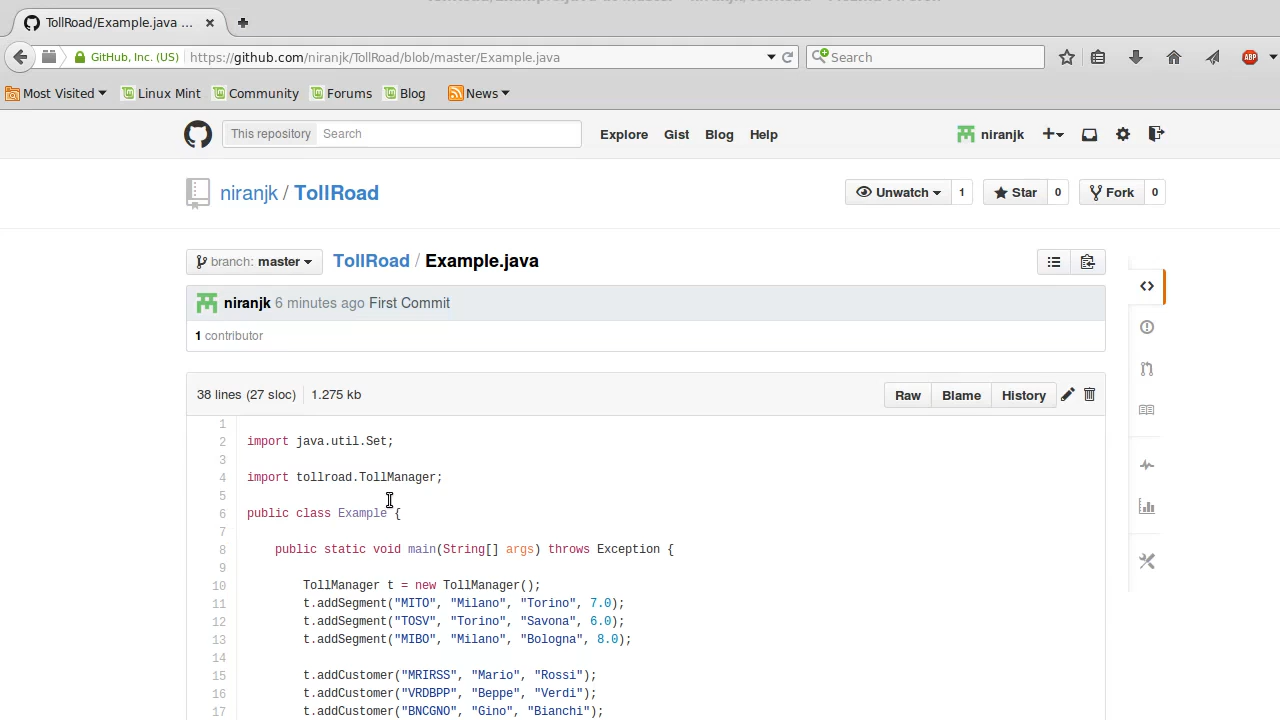 TollRoad/Example.java ...
GitHub, Inc. (US) https://github.com/niranjk/TollRoad/blob/master/Example.java Search ABP
Most Visited Linux Mint Community Forums Blog News
This repository Search Explore Gist Blog Help niranjk
niranjk / TollRoad Unwatch 1 Star 0 Fork 0
branch: master TollRoad / Example.java
niranjk 6 minutes ago First Commit
1 contributor
38 lines (27 sloc) 1.275 kb Raw Blame History
1
2 import java.util.Set;
3
4 import tollroad.TollManager;
5
6 public class Example {
7
8 public static void main(String[] args) throws Exception {
9
10 TollManager t = new TollManager();
11 t.addSegment("MITO", "Milano", "Torino", 7.0);
12 t.addSegment("TOSV", "Torino", "Savona", 6.0);
13 t.addSegment("MIBO", "Milano", "Bologna", 8.0);
14
15 t.addCustomer("MRIRSS", "Mario", "Rossi");
16 t.addCustomer("VRDBPP", "Beppe", "Verdi");
17 t.addCustomer("BNCGNO", "Gino", "Bianchi");